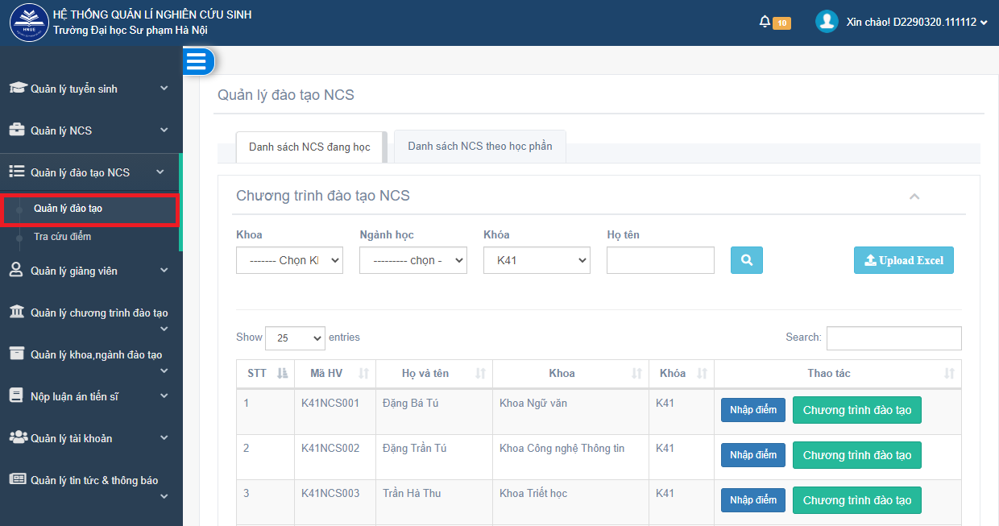 HỆ THỐNG QUẢN LÍ NGHIÊN CỨU SINH
Trường Đại học Sư phạm Hà Nội
HNUE
10
Xin chào! D2290320.111112
Quản lý tuyển sinh
Quản lý NCS
Quản lý đào tạo NCS
Quản lý đào tạo
Tra cứu điểm
Quản lý giảng viên
Quản lý chương trình đào tạo
Quản lý khoa,ngành đào tạo
Nộp luận án tiến sĩ
Quản lý tài khoản
Quản lý tin tức & thông báo
Quản lý đào tạo NCS
Danh sách NCS đang học
Danh sách NCS theo học phần
Chương trình đào tạo NCS
Khoa Ngành học Khóa Họ tên
------- Chọn Kl --------- chọn - K41 Upload Excel
Show 25 entries Search:
STT Mã HV Họ và tên Khoa Khóa Thao tác
1 K41NCS001 Đặng Bá Tú Khoa Ngữ văn K41 Nhập điểm Chương trình đào tạo
2 K41NCS002 Đặng Trần Tú Khoa Công nghệ Thông tin K41 Nhập điểm Chương trình đào tạo
3 K41NCS003 Trần Hà Thu Khoa Triết học K41 Nhập điểm Chương trình đào tạo